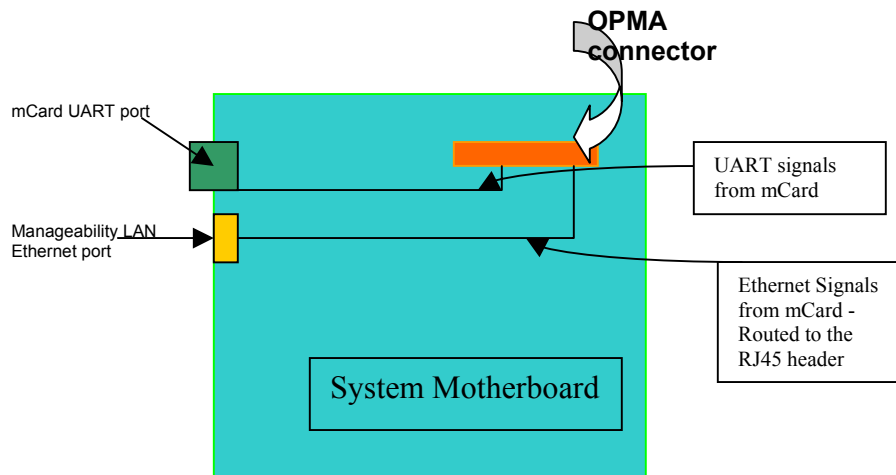 OPMA
connector
mCard UART port
UART signals
from mCard
Manageability LAN
Ethernet port
Ethernet Signals
from mCard -
Routed to the
RJ45 header
System Motherboard